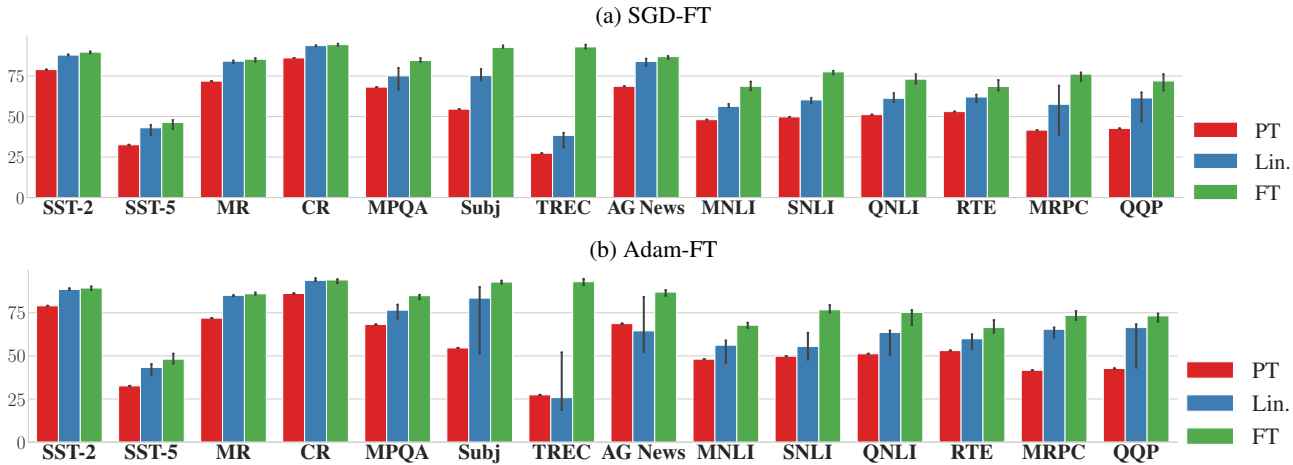 (a) SGD-FT
75
50
25
0
SST-2 SST-5 MR CR MPQA Subj TREC AG News MNLI SNLI QNLI RTE MRPC QQP
PT
Lin.
FT
(b) Adam-FT
75
50
25
0
SST-2 SST-5 MR CR MPQA Subj TREC AG News MNLI SNLI QNLI RTE MRPC QQP
PT
Lin.
FT